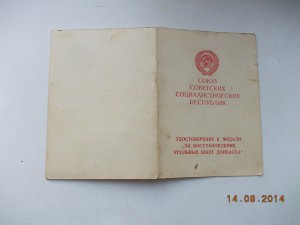 СОЮЗ
СОВЕТСКИХ
СОЦИАЛИСТИЧЕСКИХ
РЕСПУБЛИК
УДОСТОВЕРЕНИЕ К МЕДАЛИ
„ЗА ВОССТАНОВЛЕНИЕ
УГОЛЬНЫХ ШАХТ ДОНБАССА“
14.08.2014